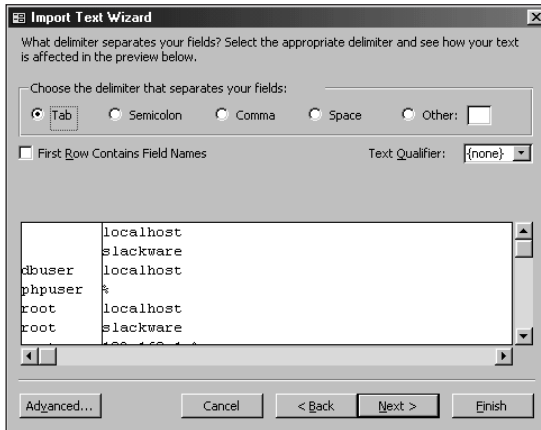 Import Text Wizard
What delimiter separates your fields? Select the appropriate delimiter and see how your text
is affected in the preview below.
Choose the delimiter that separates your fields:
Tab Semicolon Comma Space Other:
First Row Contains Field Names Text Qualifier: {none}
localhost
slackware
dbuser localhost
phpuser %
root localhost
root slackware
Advanced... Cancel < Back Next > Finish